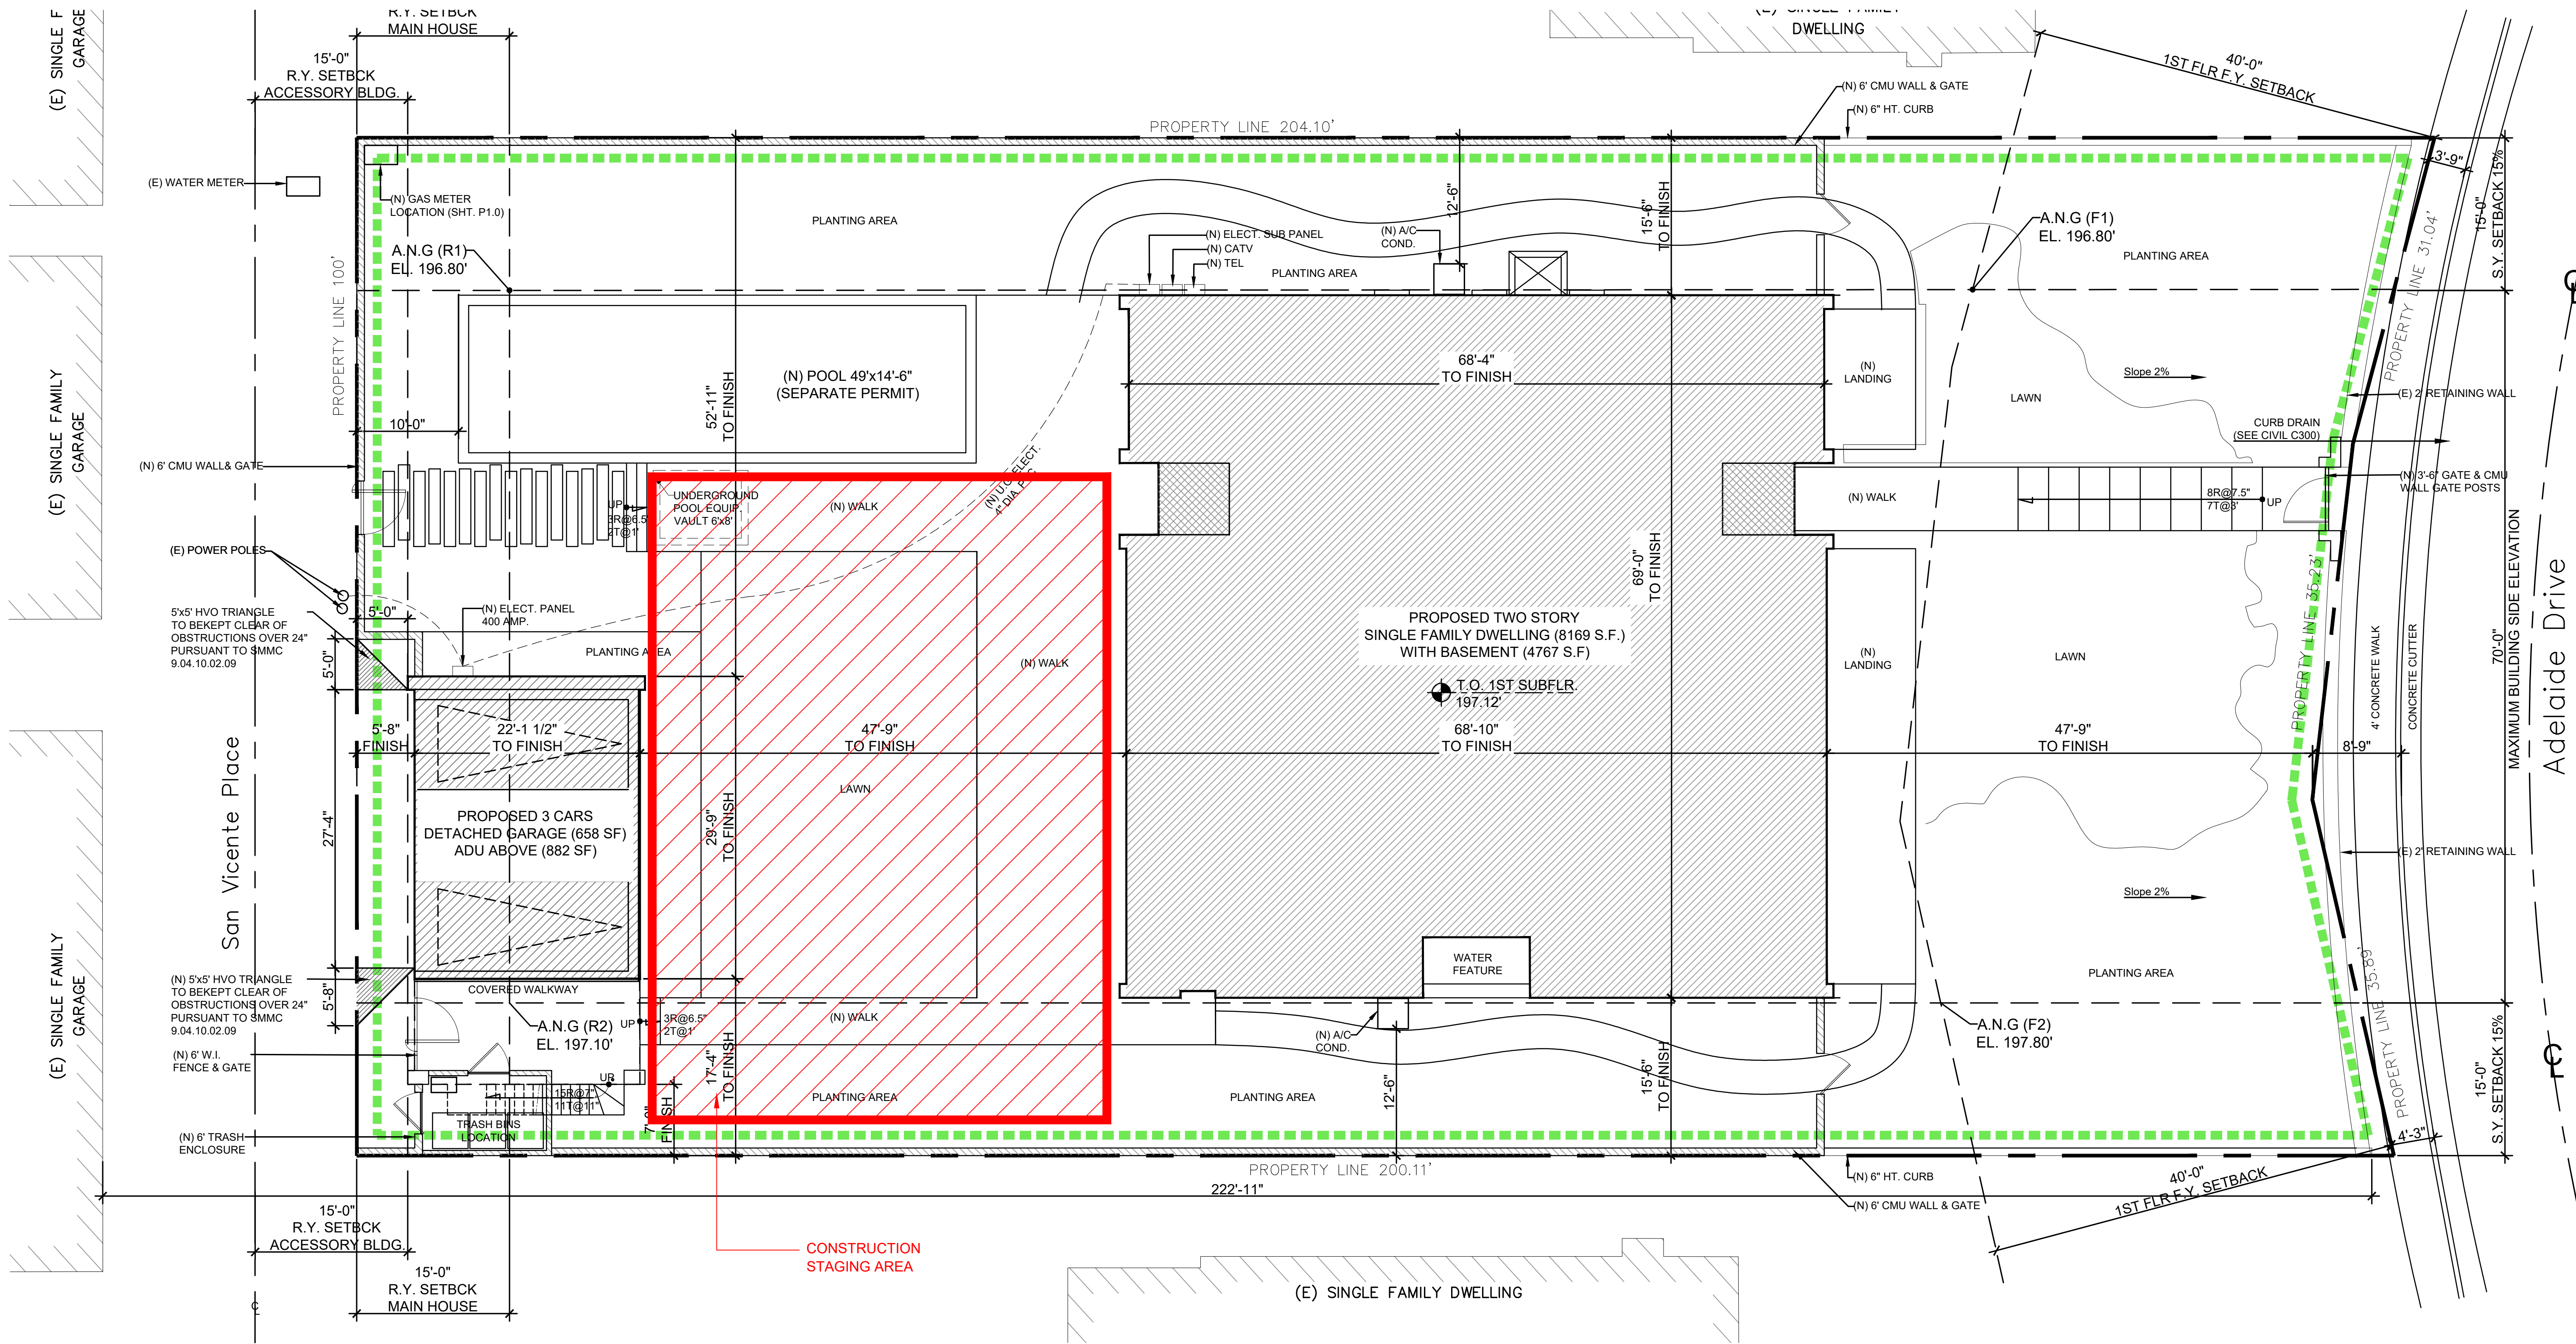 (E) SINGLE F
GARAGE
R.Y. SETBCK
MAIN HOUSE
15'-0"
R.Y. SETBCK
ACCESSORY BLDG.
DWELLING
40'-0"
1ST FLR F.Y. SETBACK
(N) 6' CMU WALL & GATE
(N) 6" HT. CURB
PROPERTY LINE 204.10'
3'-9"
(E) WATER METER
(N) GAS METER
LOCATION (SHT. P1.0)
PLANTING AREA
12'-6"
15'-6"
TO FINISH
15'-0"
S.Y. SETBACK 15%
A.N.G (R1)
EL. 196.80'
(N) ELECT. SUB PANEL
(N) CATV
(N) TEL
(N) A/C
COND.
PLANTING AREA
A.N.G (F1)
EL. 196.80'
PLANTING AREA
PROPERTY LINE 31.04'
PROPERTY LINE 100'
(N) POOL 49'x14'-6"
(SEPARATE PERMIT)
52'-11"
TO FINISH
68'-4"
TO FINISH
(N)
LANDING
Slope 2%
LAWN
(E) 2' RETAINING WALL
10'-0"
CURB DRAIN
(SEE CIVIL C300)
(E) SINGLE FAMILY
GARAGE
(N) 6' CMU WALL& GATE
UNDERGROUND
POOL EQUIP.
VAULT 6'x8'
UP
3R@6.5"
2T@1'
(N) WALK
(N) U.G. ELECT.
4" DIA.
(N) WALK
8R@7.5"
7T@3'
UP
(N) 3'-6" GATE & CMU
WALL GATE POSTS
(E) POWER POLES
5'x5' HVO TRIANGLE
TO BEKEPT CLEAR OF
OBSTRUCTIONS OVER 24"
PURSUANT TO SMMC
9.04.10.02.09
5'-0"
5'-0"
(N) ELECT. PANEL
400 AMP.
PLANTING AREA
(N) WALK
69'-0"
TO FINISH
PROPOSED TWO STORY
SINGLE FAMILY DWELLING (8169 S.F.)
WITH BASEMENT (4767 S.F)
T.O. 1ST SUBFLR.
197.12'
(N)
LANDING
LAWN
PROPERTY LINE 35.23'
4' CONCRETE WALK
CONCRETE CUTTER
70'-0"
MAXIMUM BUILDING SIDE ELEVATION
Adelaide Drive
San Vicente Place
5'-8"
FINISH
22'-1 1/2"
TO FINISH
47'-9"
TO FINISH
68'-10"
TO FINISH
47'-9"
TO FINISH
8'-9"
27'-4"
PROPOSED 3 CARS
DETACHED GARAGE (658 SF)
ADU ABOVE (882 SF)
29'-9"
TO FINISH
LAWN
(E) 2' RETAINING WALL
Slope 2%
(E) SINGLE FAMILY
GARAGE
(N) 5'x5' HVO TRIANGLE
TO BEKEPT CLEAR OF
OBSTRUCTIONS OVER 24"
PURSUANT TO SMMC
9.04.10.02.09
5'-8"
COVERED WALKWAY
WATER
FEATURE
PLANTING AREA
PROPERTY LINE 35.89'
A.N.G (R2)
EL. 197.10'
UP
3R@6.5"
2T@1'
(N) WALK
(N) A/C
COND.
A.N.G (F2)
EL. 197.80'
(N) 6' W.I.
FENCE & GATE
UP
15R@7"
11T@11"
17'-4"
TO FINISH
FINISH
PLANTING AREA
PLANTING AREA
12'-6"
15'-6"
TO FINISH
15'-0"
S.Y. SETBACK 15%
TRASH BINS
LOCATION
(N) 6' TRASH
ENCLOSURE
4'-3"
PROPERTY LINE 200.11'
222'-11"
(N) 6" HT. CURB
(N) 6' CMU WALL & GATE
40'-0"
1ST FLR F.Y. SETBACK
15'-0"
R.Y. SETBCK
ACCESSORY BLDG.
CONSTRUCTION
STAGING AREA
15'-0"
R.Y. SETBCK
MAIN HOUSE
(E) SINGLE FAMILY DWELLING